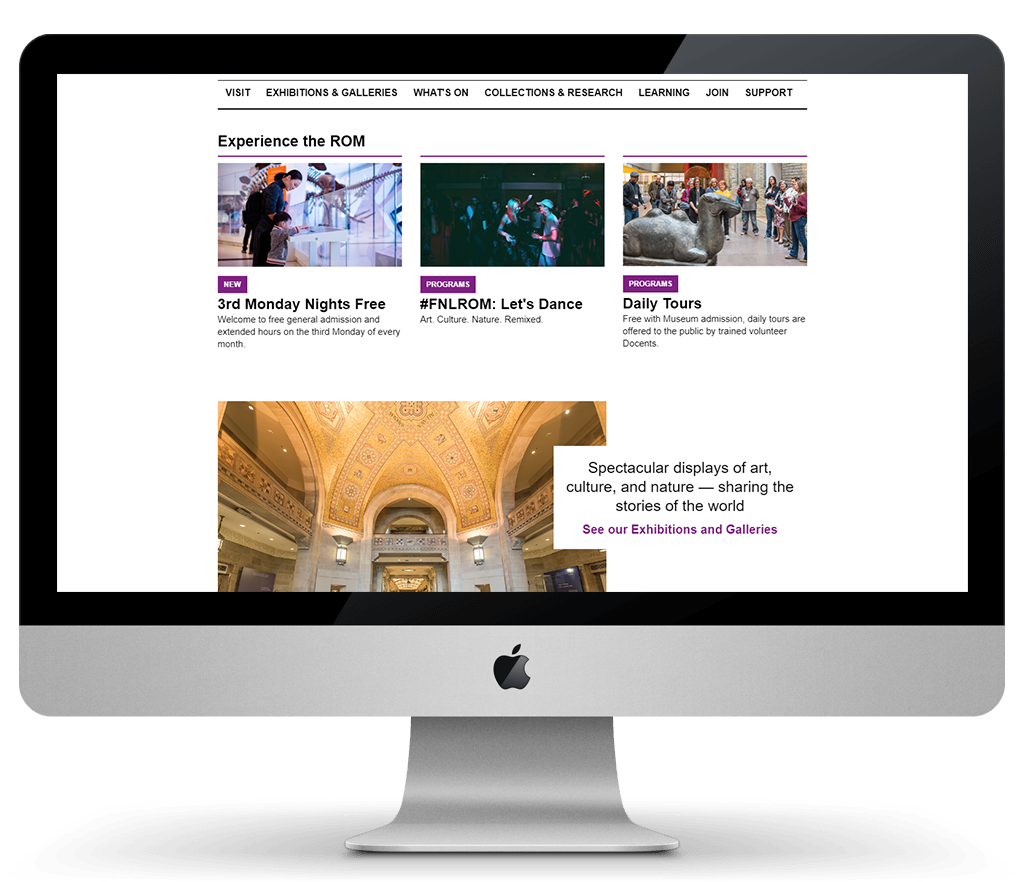 VISIT EXHIBITIONS & GALLERIES WHAT'S ON COLLECTIONS & RESEARCH LEARNING JOIN SUPPORT
Experience the ROM
NEW
3rd Monday Nights Free
Welcome to free general admission and
extended hours on the third Monday of every
month.
PROGRAMS
#FNLROM: Let's Dance
Art. Culture. Nature. Remixed.
PROGRAMS
Daily Tours
Free with Museum admission, daily tours are
offered to the public by trained volunteer
Docents.
Spectacular displays of art,
culture, and nature — sharing the
stories of the world
See our Exhibitions and Galleries